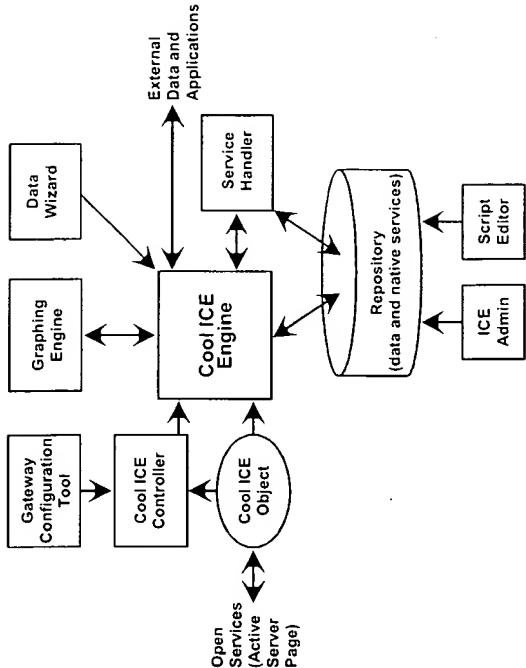 Gateway
Configuration
Tool
Graphing
Engine
Data
Wizard
Cool ICE
Controller
Cool ICE
Engine
External
Data and
Applications
Open
Services
(Active
Server
Page)
Cool ICE
Object
Service
Handler
Repository
(data and native services)
ICE
Admin
Script
Editor